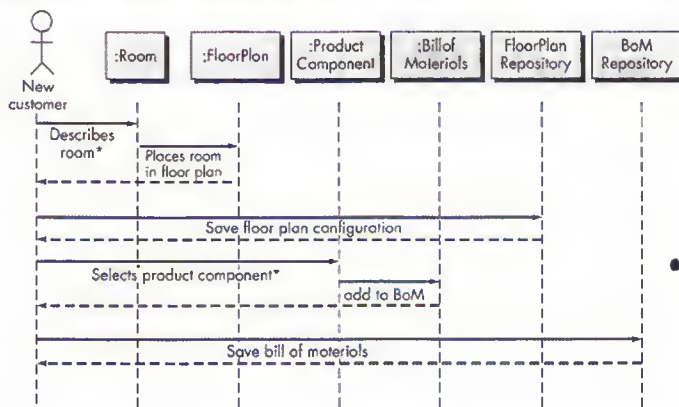 New
customer
:Room
:FloorPlan
:Product
Component
:Billof
Materials
FloorPlan
Repository
BoM
Repository
Describes
room*
Places room
in floor plan
Save floor plan configuration
Selects product component*
add to BoM
Save bill of materials